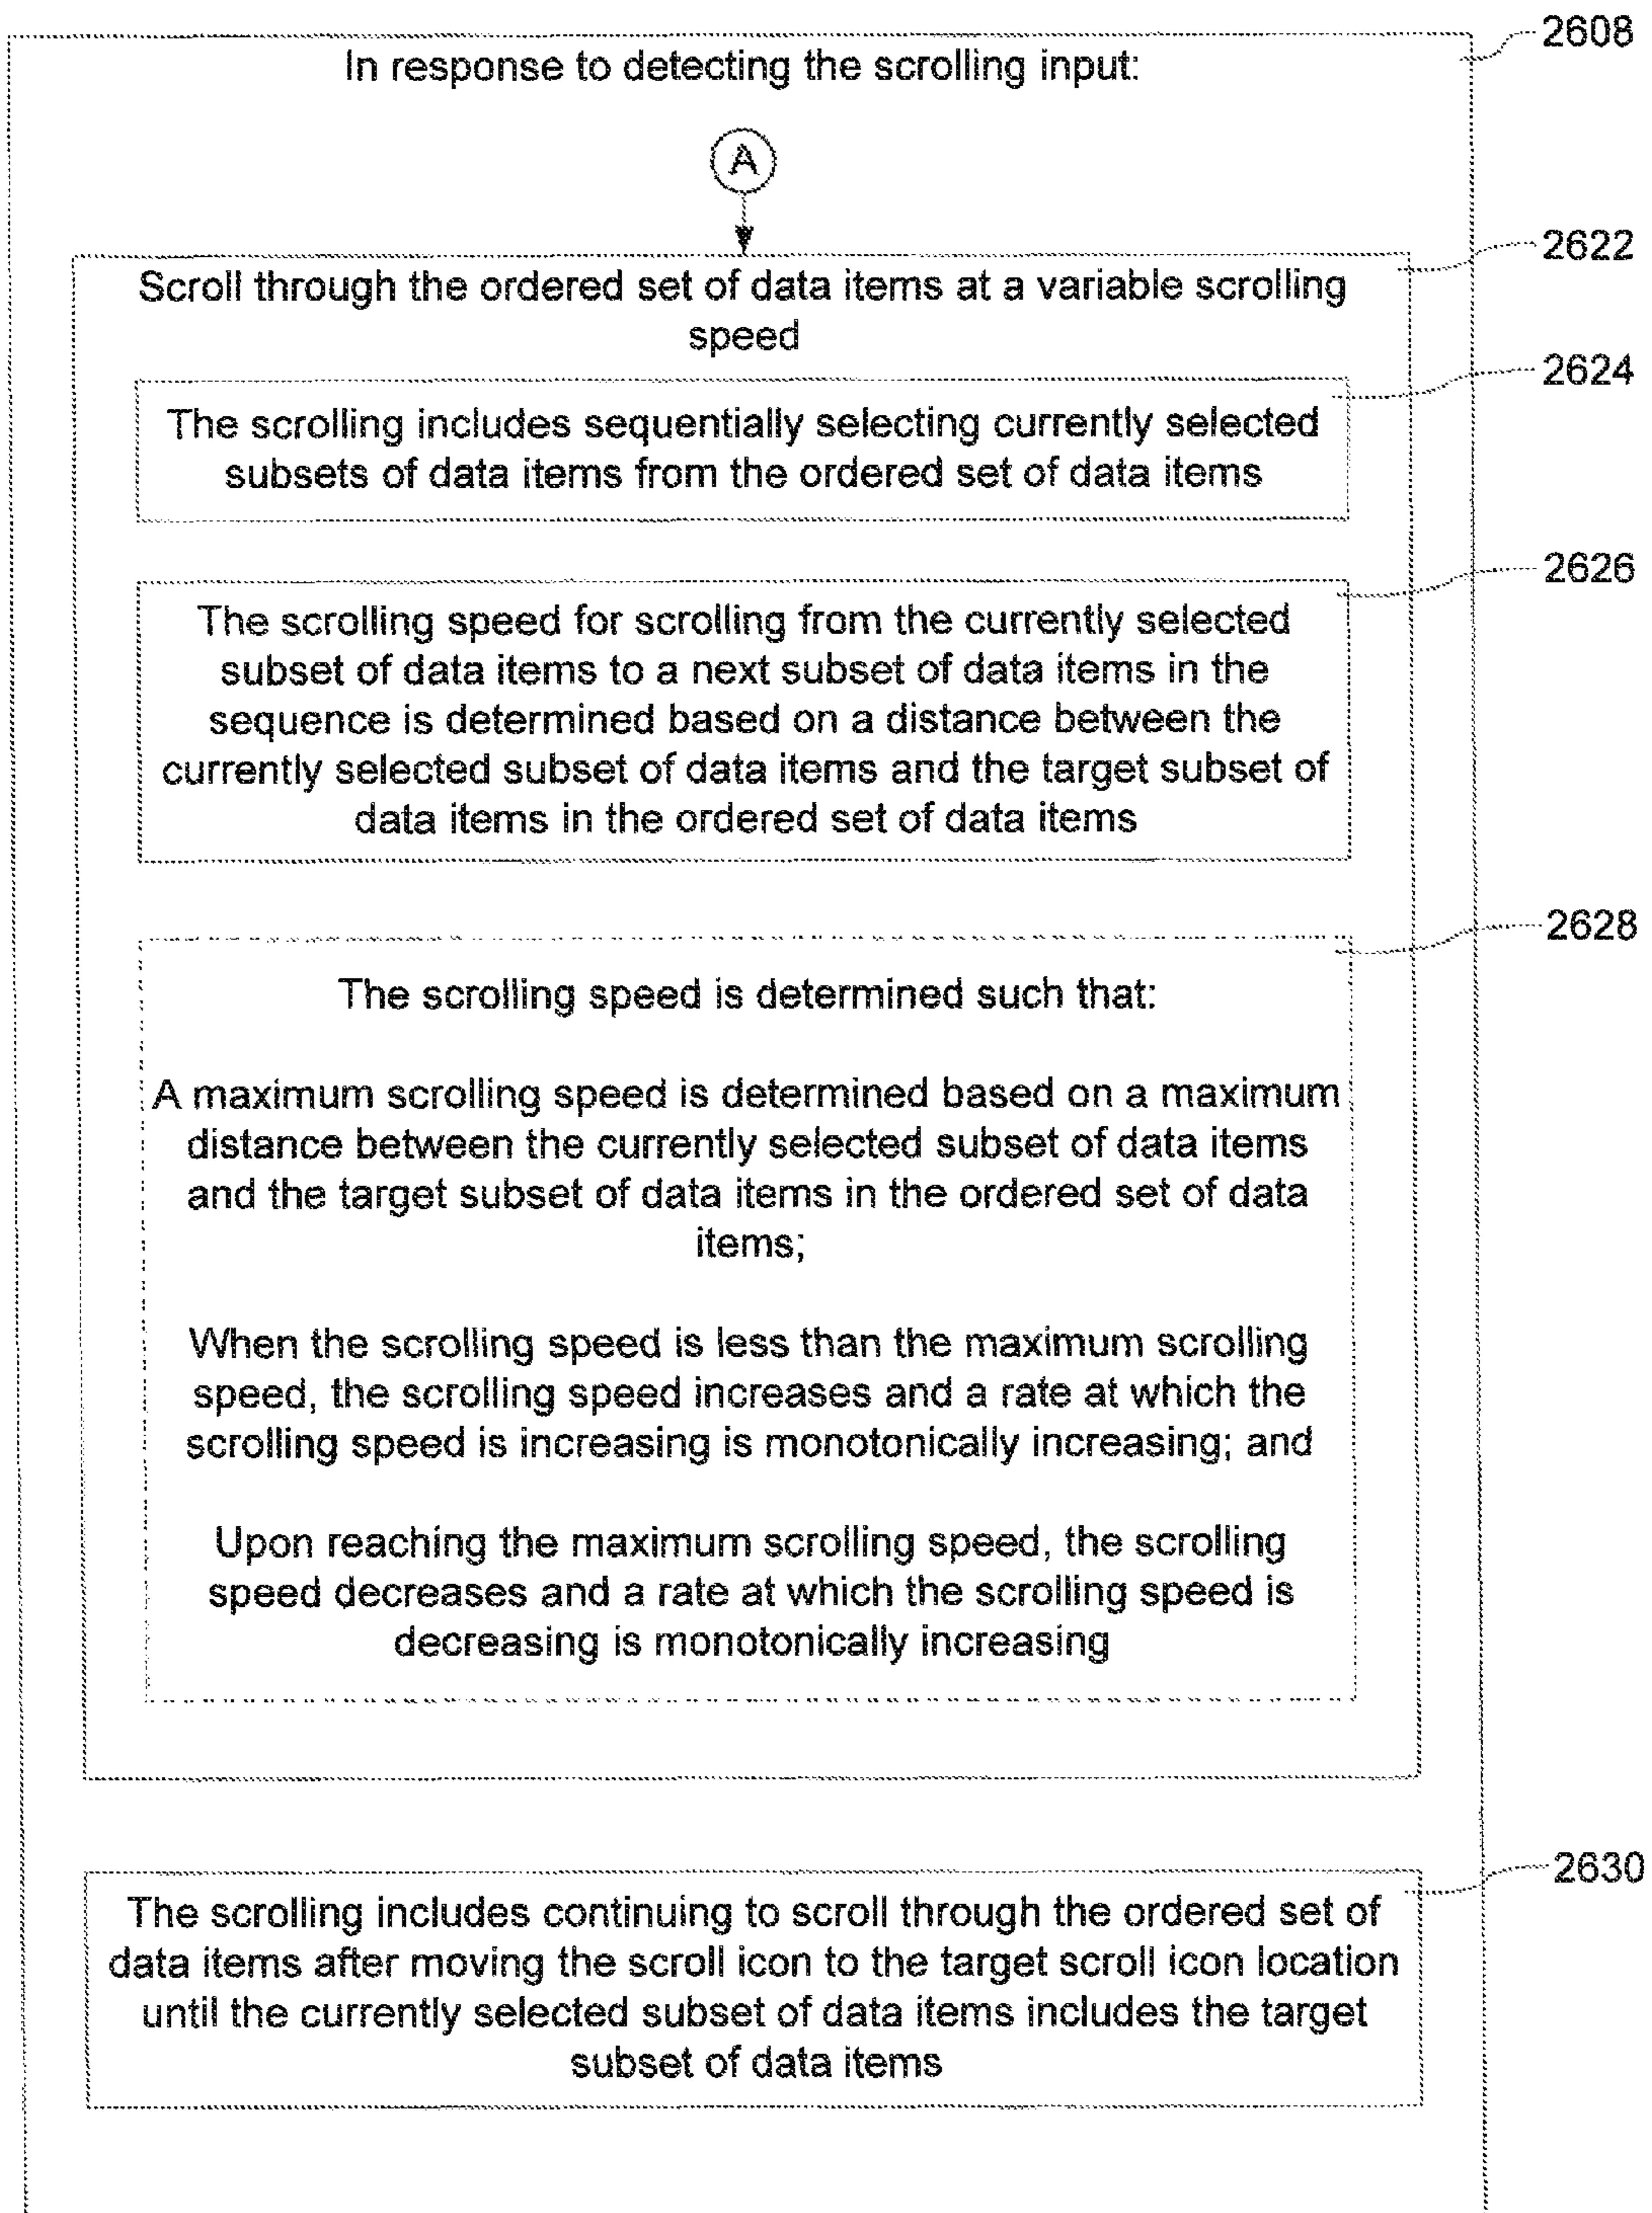 2608
In response to detecting the scrolling input:
A
2622
Scroll through the ordered set of data items at a variable scrolling
speed
2624
The scrolling includes sequentially selecting currently selected
subsets of data items from the ordered set of data items
2626
The scrolling speed for scrolling from the currently selected
subset of data items to a next subset of data items in the
sequence is determined based on a distance between the
currently selected subset of data items and the target subset of
data items in the ordered set of data items
2628
The scrolling speed is determined such that:
A maximum scrolling speed is determined based on a maximum
distance between the currently selected subset of data items
and the target subset of data items in the ordered set of data
items;
When the scrolling speed is less than the maximum scrolling
speed, the scrolling speed increases and a rate at which the
scrolling speed is increasing is monotonically increasing; and
Upon reaching the maximum scrolling speed, the scrolling
speed decreases and a rate at which the scrolling speed is
decreasing is monotonically increasing
2630
The scrolling includes continuing to scroll through the ordered set of
data items after moving the scroll icon to the target scroll icon location
until the currently selected subset of data items includes the target
subset of data items